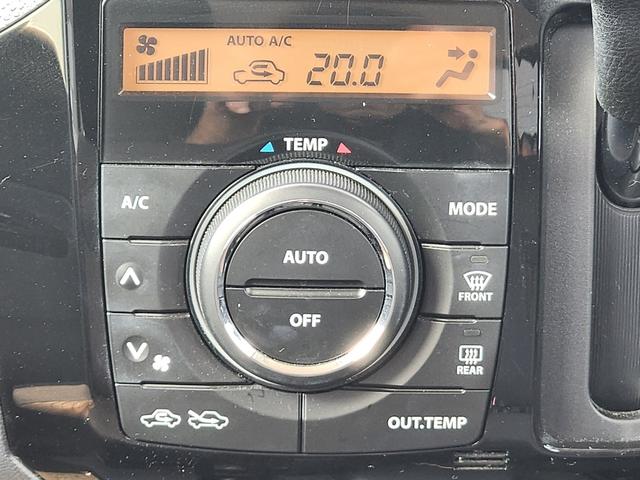 AUTO A/C
20.0
TEMP
A/C
MODE
AUTO
OFF
FRONT
REAR
OUT.TEMP